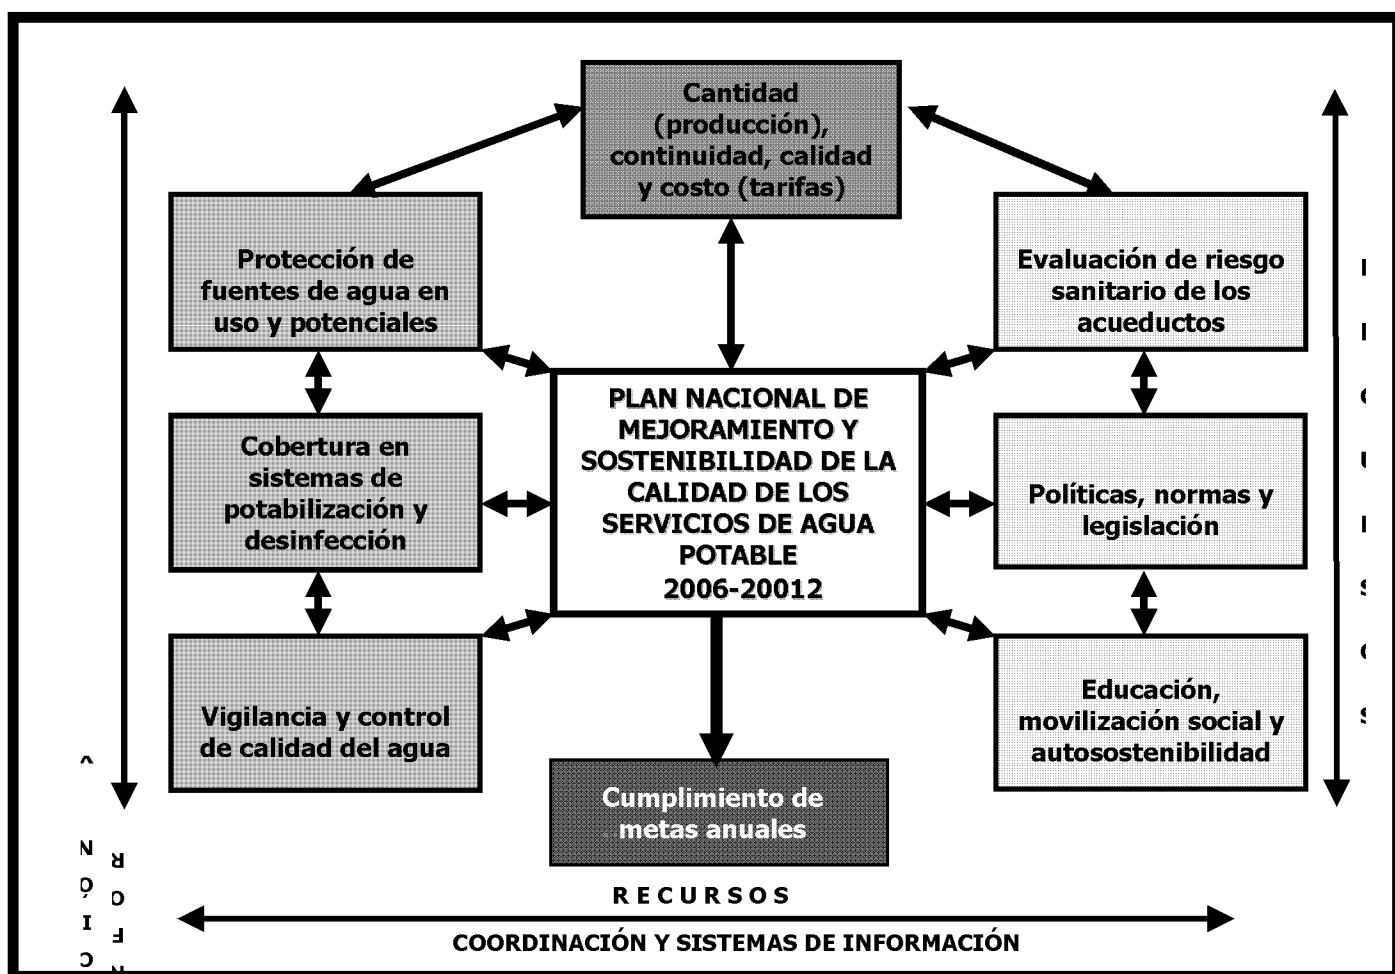 Cantidad
(producción),
continuidad, calidad
y costo (tarifas)
Protección de
fuentes de agua en
uso y potenciales
Evaluación de riesgo
sanitario de los
acueductos
PLAN NACIONAL DE
MEJORAMIENTO Y
SOSTENIBILIDAD DE LA
CALIDAD DE LOS
SERVICIOS DE AGUA
POTABLE
2006-20012
Cobertura en
sistemas de
potabilización y
desinfección
Políticas, normas y
legislación
Vigilancia y control
de calidad del agua
Educación,
movilización social y
autosostenibilidad
Cumplimiento de
metas anuales
RECURSOS
COORDINACIÓN Y SISTEMAS DE INFORMACIÓN